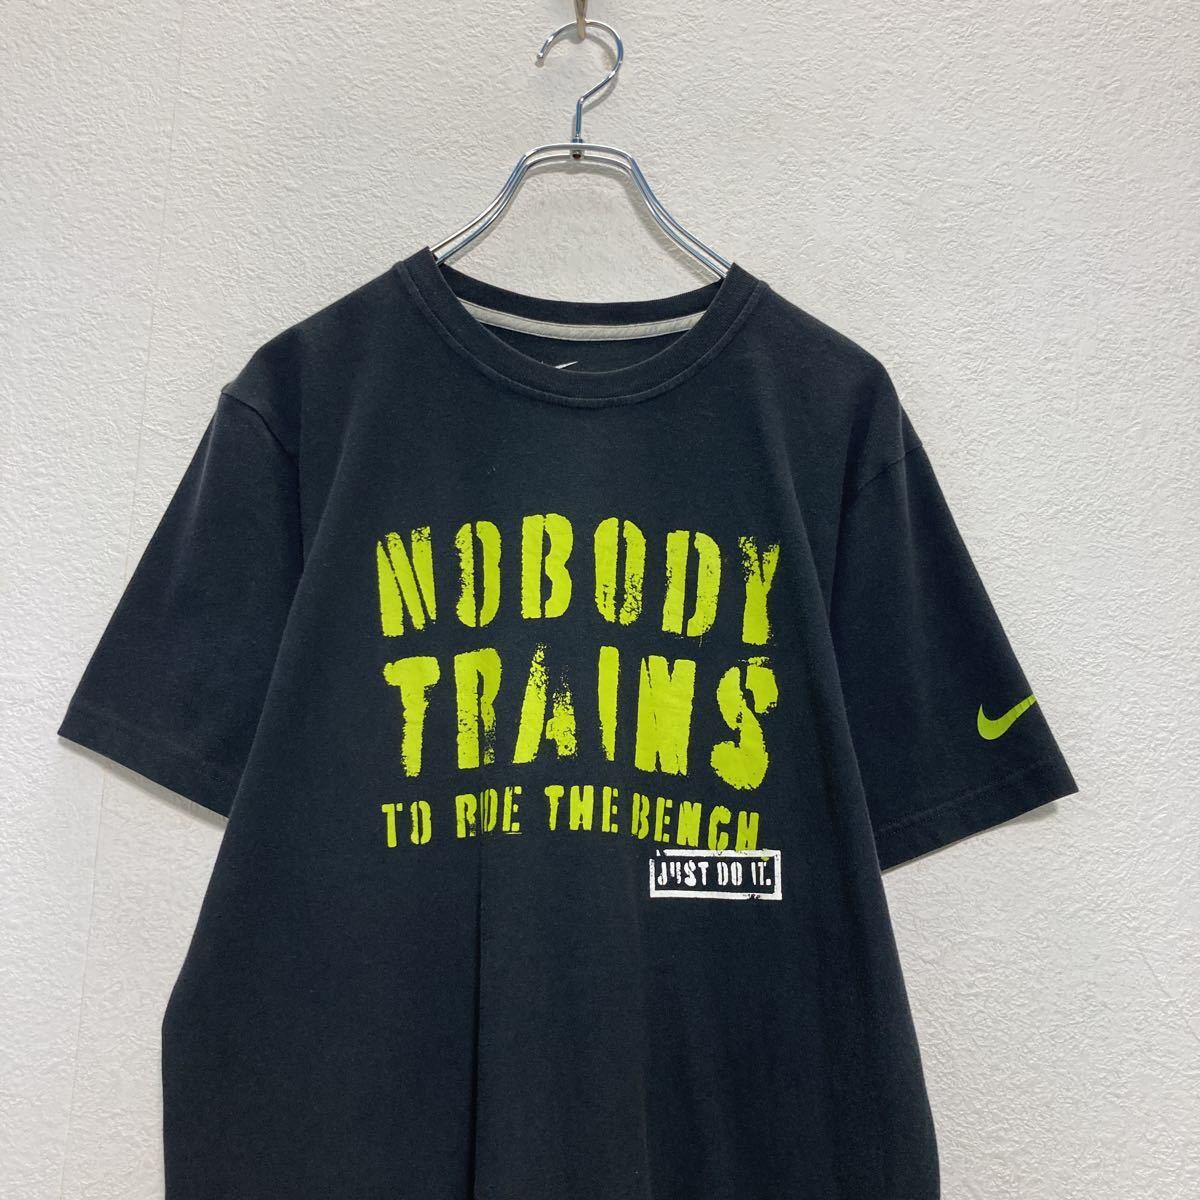 NOBODY
TRAINS
TO RIDE THE BENCH.
JUST DO IT.